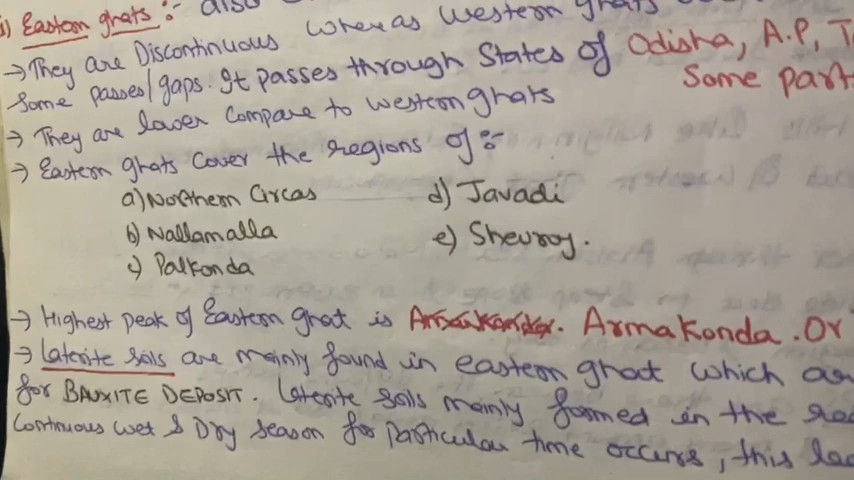 i) Eastern ghats :- also
→ They are Discontinuous whereas Western ghats
Some passes/gaps. It passes through States of Odisha, A.P, T
Some part
→ They are lower compare to western ghats
→ Eastern ghats cover the regions of :-
a) Northern Circas
b) Nallamalla
c) Palkonda
d) Javadi
e) Shevroy.
→ Highest peak of Eastern ghat is Armakonda. Or
→ Laterite soils are mainly found in eastern ghat which are
for BAUXITE DEPOSIT. Laterite Soils mainly formed in the
Continuous wet & Dry season for particular time occurs, this